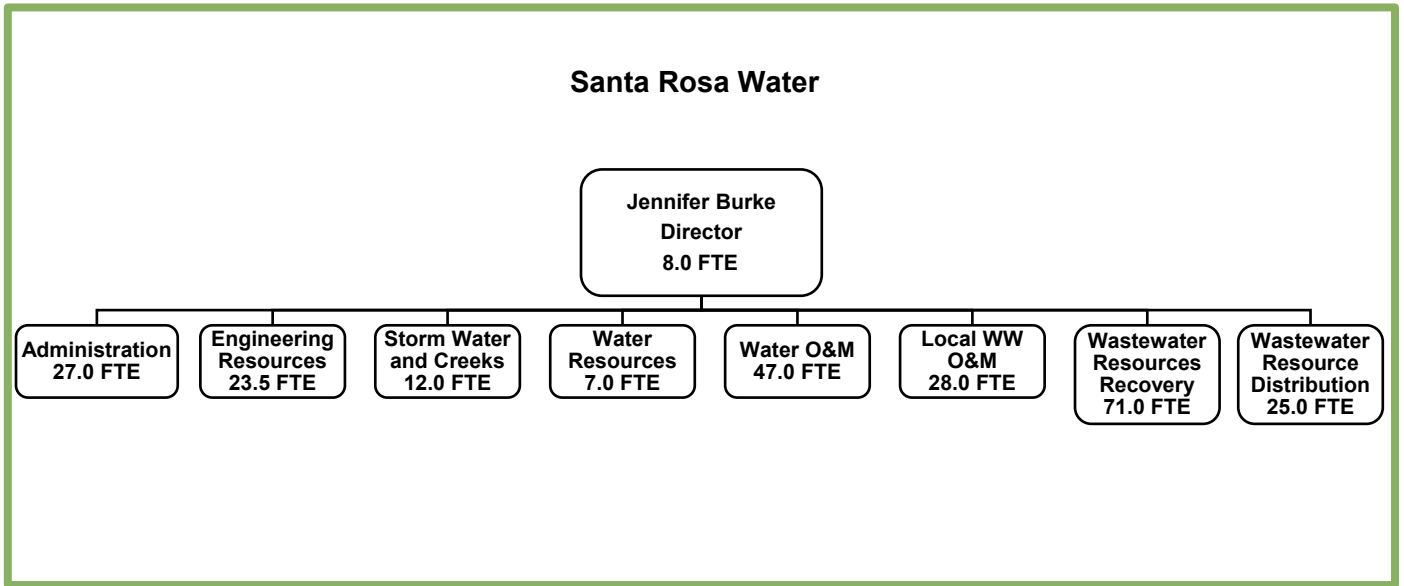 Santa Rosa Water
Jennifer Burke
Director
8.0 FTE
Administration
27.0 FTE
Engineering
Resources
23.5 FTE
Storm Water
and Creeks
12.0 FTE
Water
Resources
7.0 FTE
Water O&M
47.0 FTE
Local WW
O&M
28.0 FTE
Wastewater
Resources
Recovery
71.0 FTE
Wastewater
Resource
Distribution
25.0 FTE